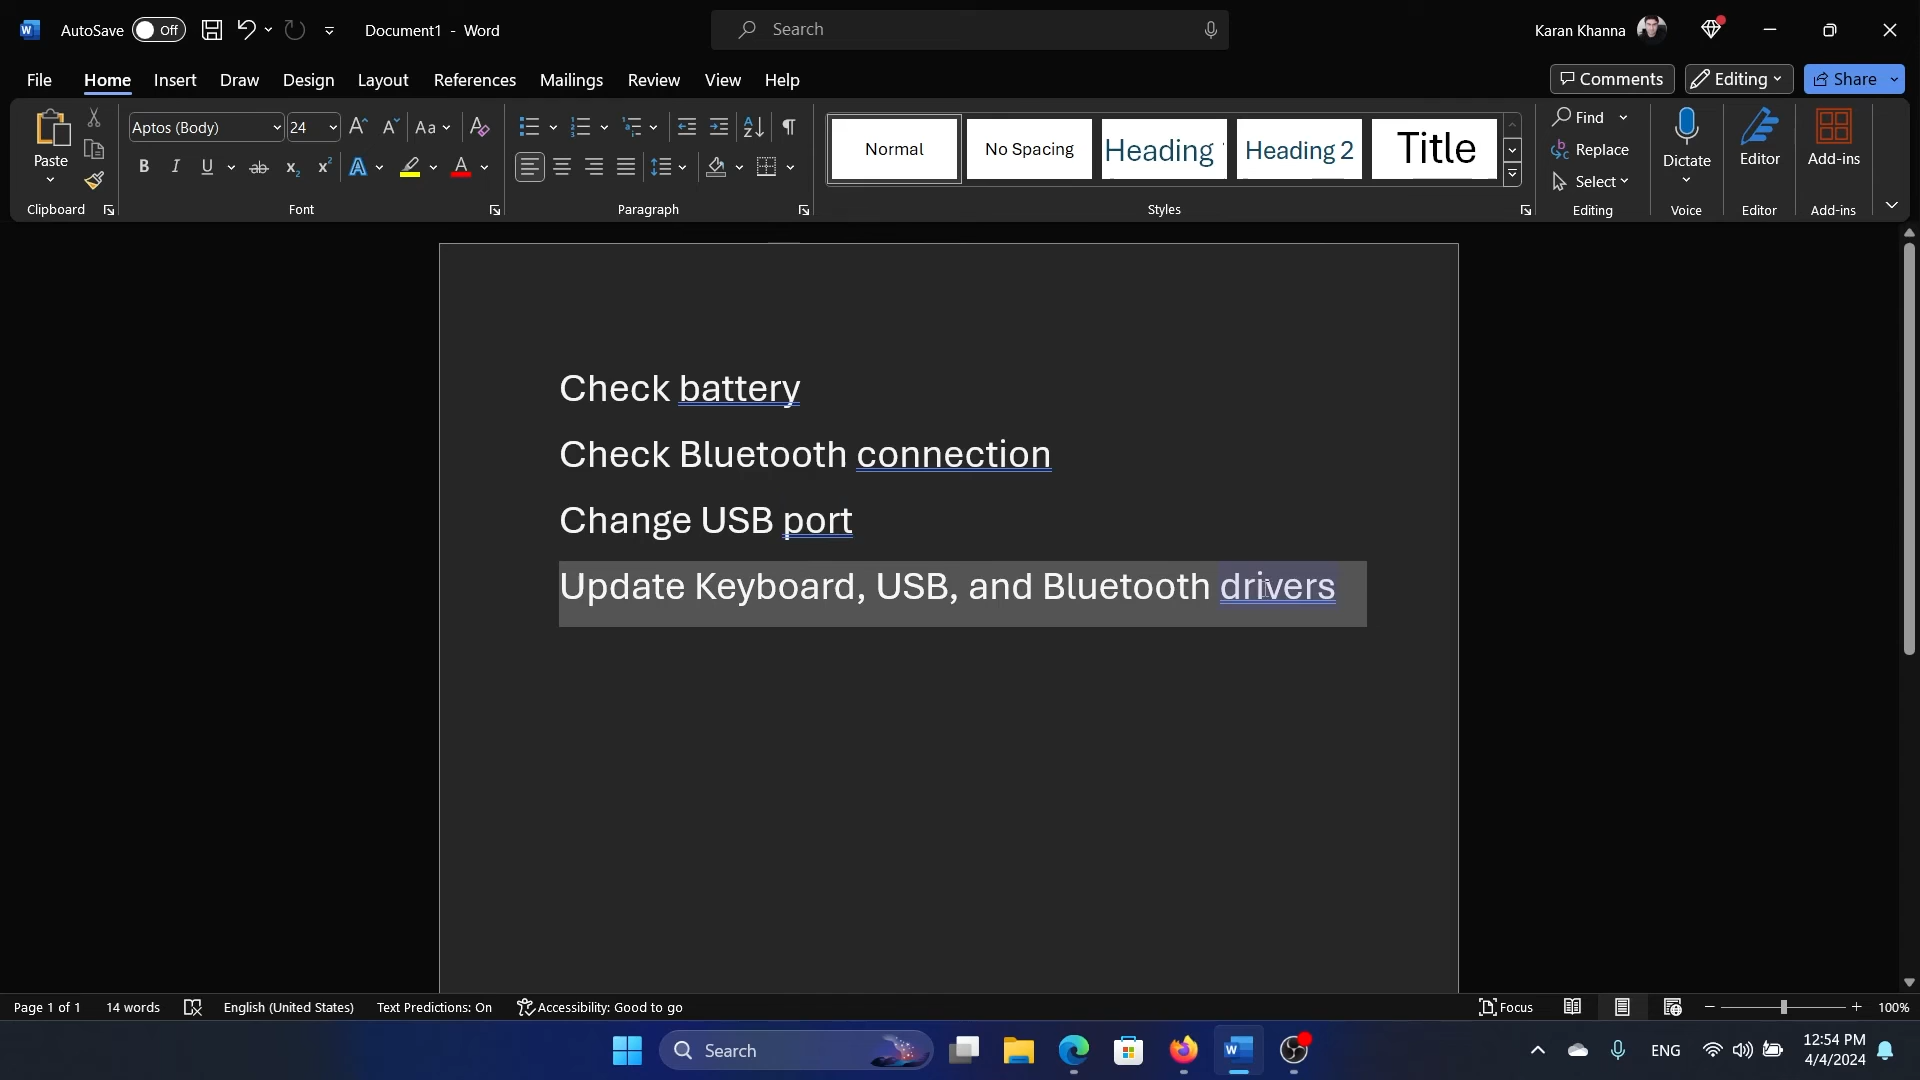 AutoSave Off Document1 - Word Search Karan Khanna
File Home Insert Draw Design Layout References Mailings Review View Help Comments Editing Share
Paste Aptos (Body) 24 Aa Normal No Spacing Heading Heading 2 Title Find Replace Select Dictate Editor Add-ins
Clipboard Font Paragraph Styles Editing Voice Editor Add-ins
Check battery
Check Bluetooth connection
Change USB port
Update Keyboard, USB, and Bluetooth drivers
Page 1 of 1 14 words English (United States) Text Predictions: On Accessibility: Good to go Focus 100%
Search ENG 12:54 PM
4/4/2024